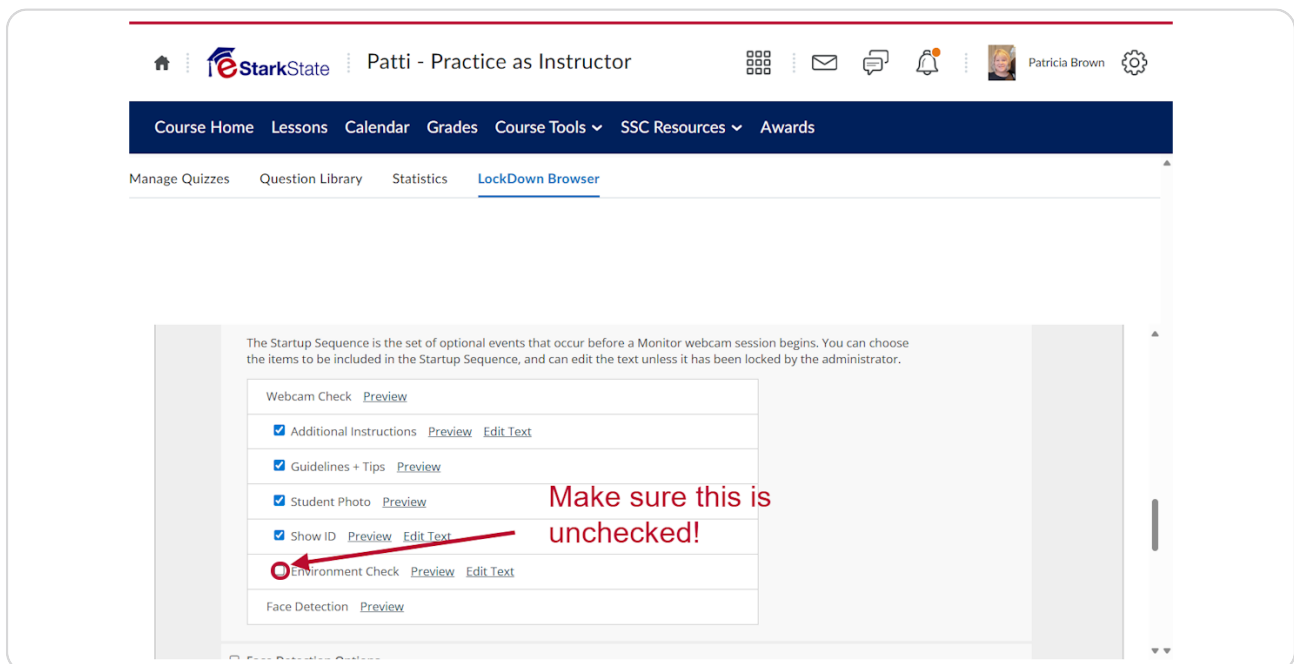 eStarkState
Patti - Practice as Instructor
Patricia Brown
Course Home Lessons Calendar Grades Course Tools SSC Resources Awards
Manage Quizzes Question Library Statistics LockDown Browser
The Startup Sequence is the set of optional events that occur before a Monitor webcam session begins. You can choose
the items to be included in the Startup Sequence, and can edit the text unless it has been locked by the administrator.
Webcam Check Preview
Additional Instructions Preview Edit Text
Guidelines + Tips Preview
Student Photo Preview
Make sure this is
unchecked!
Show ID Preview Edit Text
Environment Check Preview Edit Text
Face Detection Preview
Face Detection Options